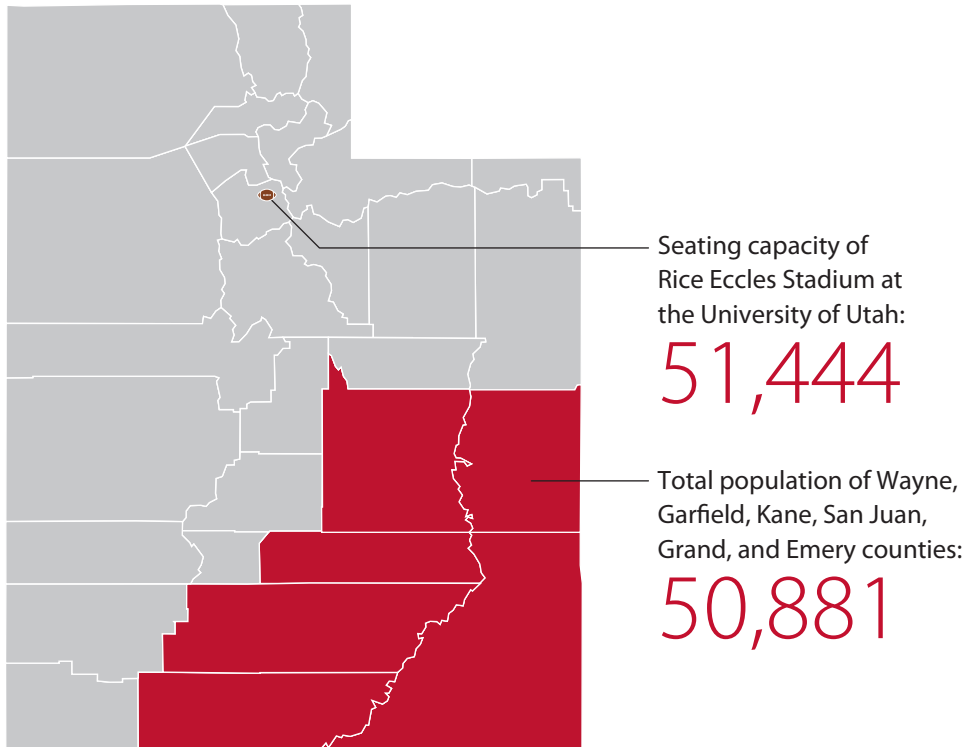 Seating capacity of
Rice Eccles Stadium at
the University of Utah:
51,444
Total population of Wayne,
Garfield, Kane, San Juan,
Grand, and Emery counties:
50,881